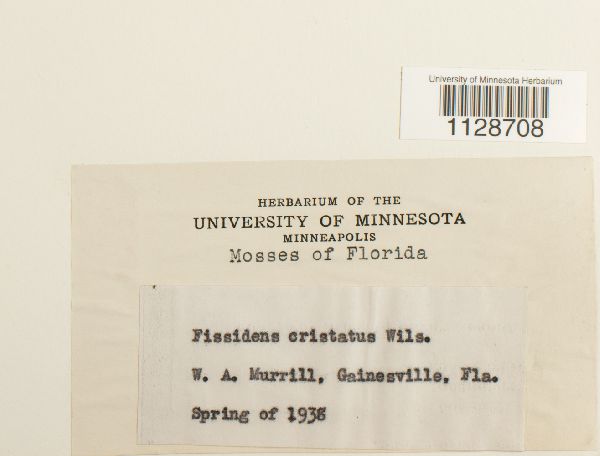 University of Minnesota Herbarium
1128708
HERBARIUM OF THE
UNIVERSITY OF MINNESOTA
MINNEAPOLIS
Mosses of Florida
Fissidens cristatus Wils.
W. A. Murrill, Gainesville, Fla.
Spring of 1938